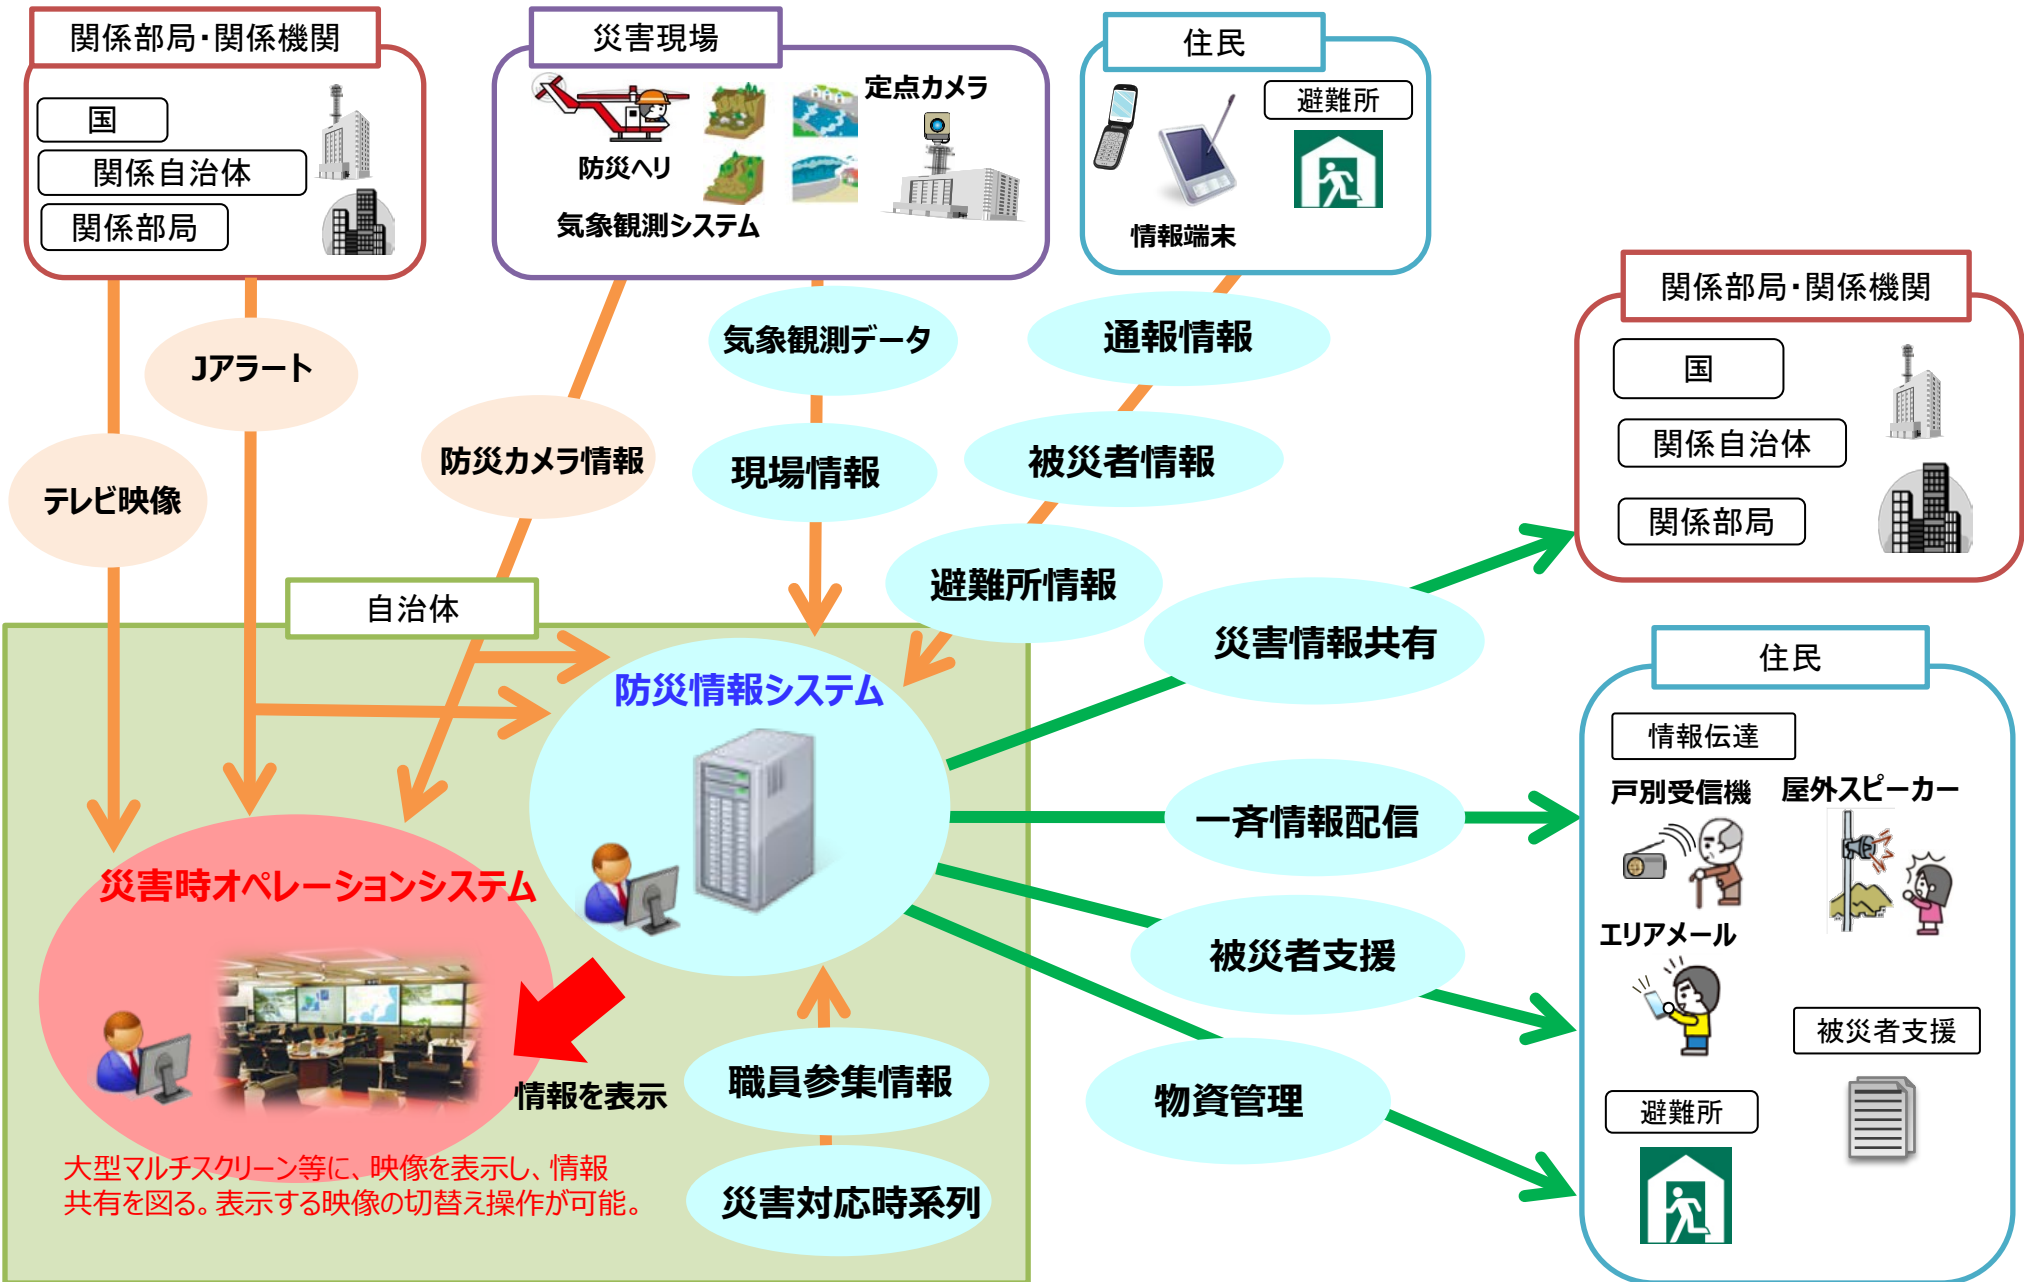 関係部局・関係機関
国
関係自治体
関係部局
災害現場
防災ヘリ
定点カメラ
気象観測システム
住民
避難所
情報端末
Jアラート
テレビ映像
防災カメラ情報
気象観測データ
現場情報
通報情報
被災者情報
避難所情報
関係部局・関係機関
国
関係自治体
関係部局
自治体
防災情報システム
災害時オペレーションシステム
情報を表示
大型マルチスクリーン等に、映像を表示し、情報
共有を図る。表示する映像の切替え操作が可能。
職員参集情報
災害対応時系列
災害情報共有
一斉情報配信
被災者支援
物資管理
住民
情報伝達
戸別受信機
屋外スピーカー
エリアメール
被災者支援
避難所